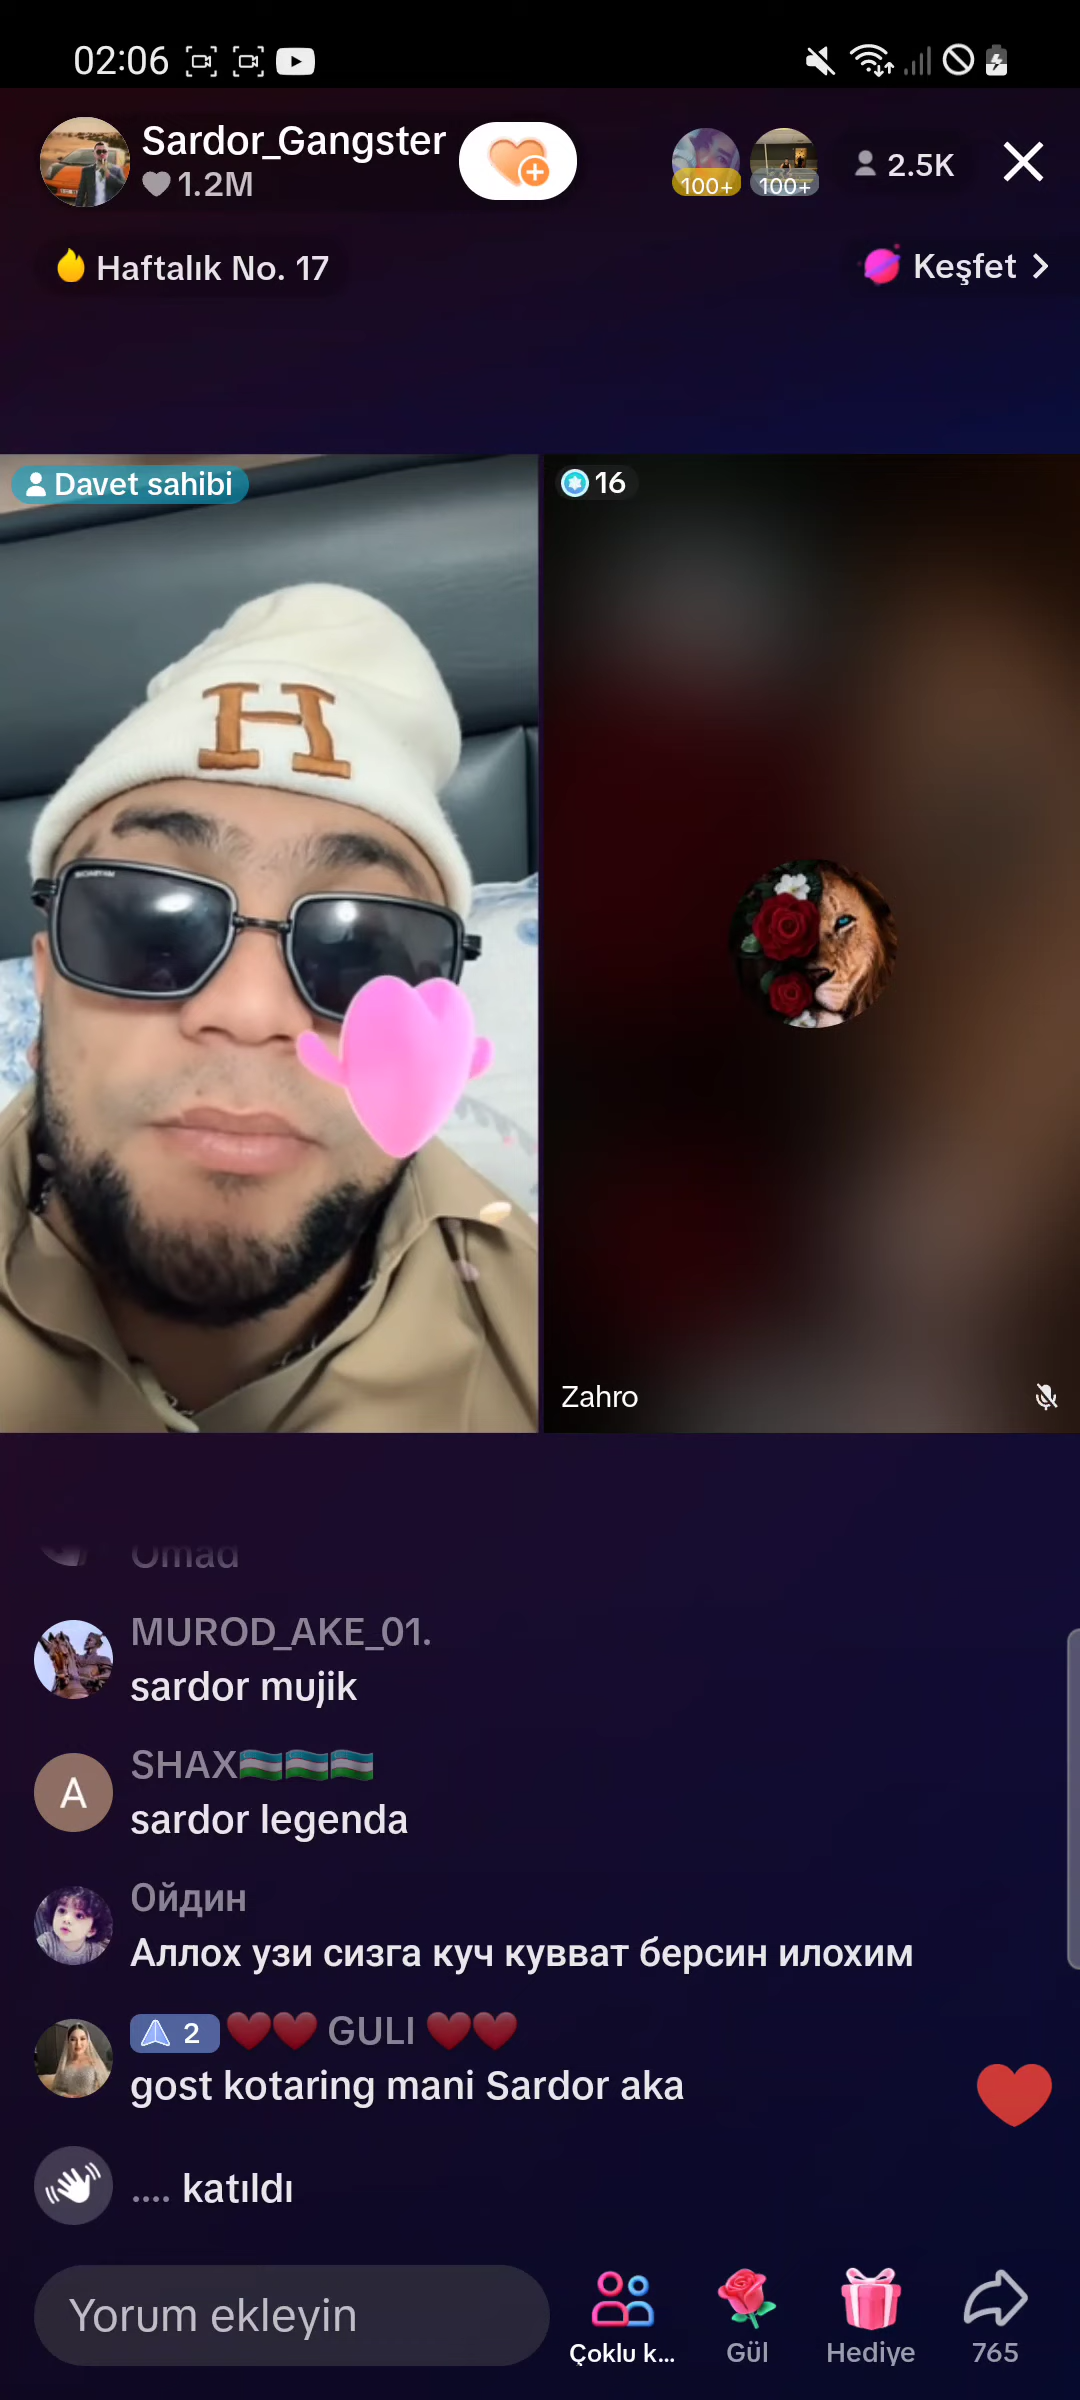 02:06
Sardor_Gangster
1.2M
100+
100+
2.5K
Haftalık No. 17
Keşfet
Davet sahibi
16
H
Zahro
Omad
MUROD_AKE_01.
sardor mujik
A
SHAX
sardor legenda
Ойдин
Аллох узи сизга куч кувват берсин илохим
2 GULI
gost kotaring mani Sardor aka
.... katıldı
Yorum ekleyin
Çoklu k...
Gül
Hediye
765